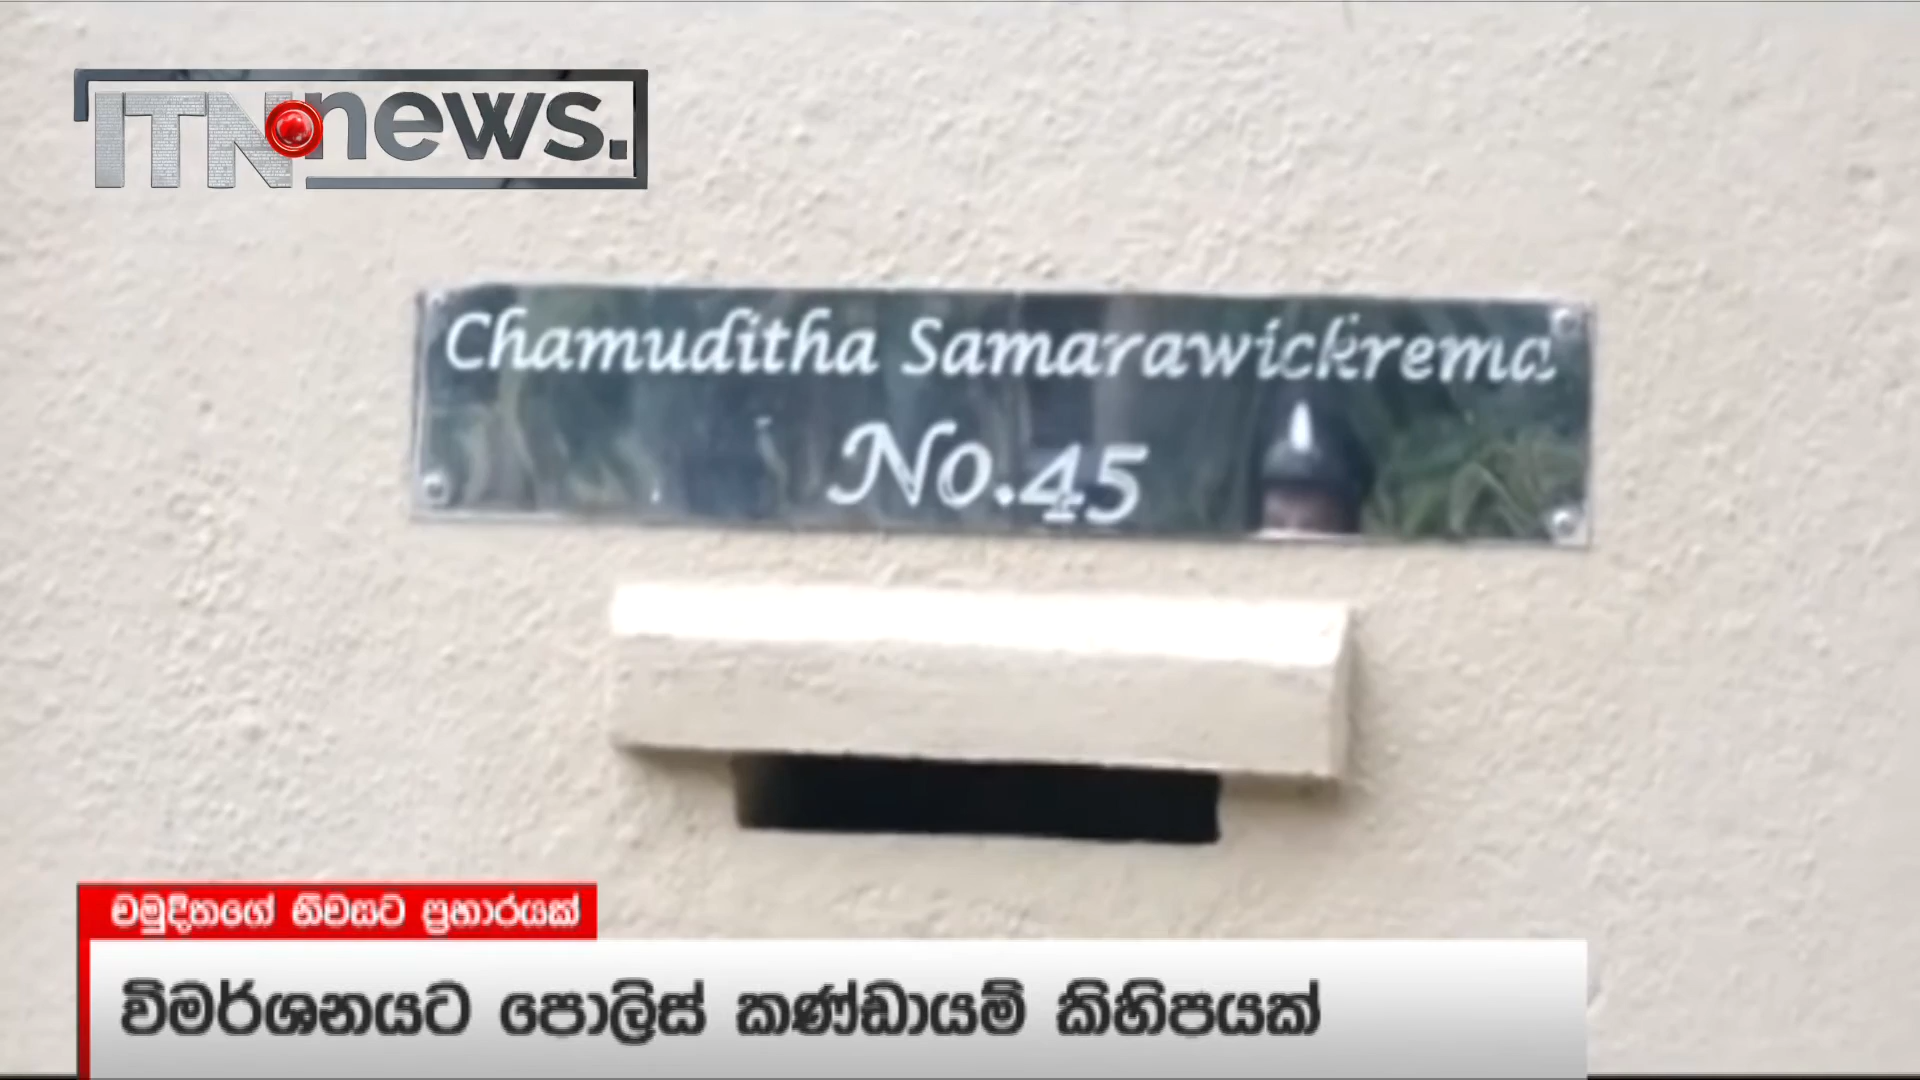 ITN news.
Chamuditha Samarawickrema
No.45
චමුදිතගේ නිවසට ප්‍රහාරයක්
විමර්ශනයට පොලිස් කණ්ඩායම් කිහිපයක්